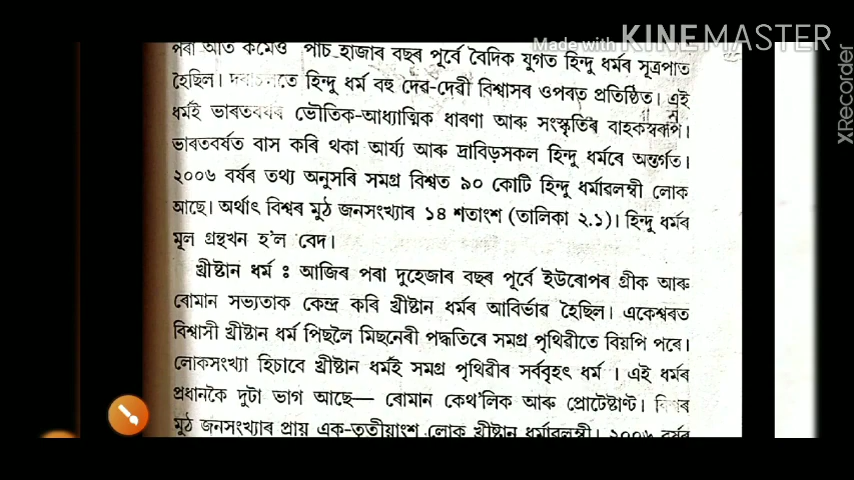 Made with KINEMASTER
XRecorder
পৰা আত কমেও পাঁচ হাজাৰ বছৰ পূৰ্বে বৈদিক যুগত হিন্দু ধৰ্মৰ সূত্ৰপাত
হৈছিল। হিন্দু ধৰ্ম বহু দেৱ-দেৱী বিশ্বাসৰ ওপৰত প্ৰতিষ্ঠিত। এই
ধৰ্মই ভাৰতবৰ্ষৰ ভৌতিক-আধ্যাত্মিক ধাৰণা আৰু সংস্কৃতিৰ বাহকস্বৰূপ।
ভাৰতবৰ্ষত বাস কৰি থকা আৰ্য্য আৰু দ্ৰাবিড়সকল হিন্দু ধৰ্মৰে অন্তৰ্গত।
২০০৬ বৰ্ষৰ তথ্য অনুসৰি সমগ্ৰ বিশ্বত ৯০ কোটি হিন্দু ধৰ্মাৱলম্বী লোক
আছে। অৰ্থাৎ বিশ্বৰ মুঠ জনসংখ্যাৰ ১৪ শতাংশ (তালিকা ২.১)। হিন্দু ধৰ্মৰ
মূল গ্ৰন্থখন হ'ল বেদ।
খ্ৰীষ্টান ধৰ্ম ঃ আজিৰ পৰা দুহেজাৰ বছৰ পূৰ্বে ইউৰোপৰ গ্ৰীক আৰু
ৰোমান সভ্যতাক কেন্দ্ৰ কৰি খ্ৰীষ্টান ধৰ্মৰ আবিৰ্ভাৱ হৈছিল। একেশ্বৰত
বিশ্বাসী খ্ৰীষ্টান ধৰ্ম পিছলৈ মিছনেৰী পদ্ধতিৰে সমগ্ৰ পৃথিৱীতে বিয়পি পৰে।
লোকসংখ্যা হিচাবে খ্ৰীষ্টান ধৰ্মই সমগ্ৰ পৃথিৱীৰ সৰ্ববৃহৎ ধৰ্ম । এই ধৰ্মৰ
প্ৰধানকৈ দুটা ভাগ আছে— ৰোমান কেথ'লিক আৰু প্ৰোটেষ্টাণ্ট। বিশ্বৰ
মুঠ জনসংখ্যাৰ প্ৰায় এক-তৃতীয়াংশ লোক খ্ৰীষ্টান ধৰ্মাৱলম্বী। ২০০৬ বৰ্ষৰ